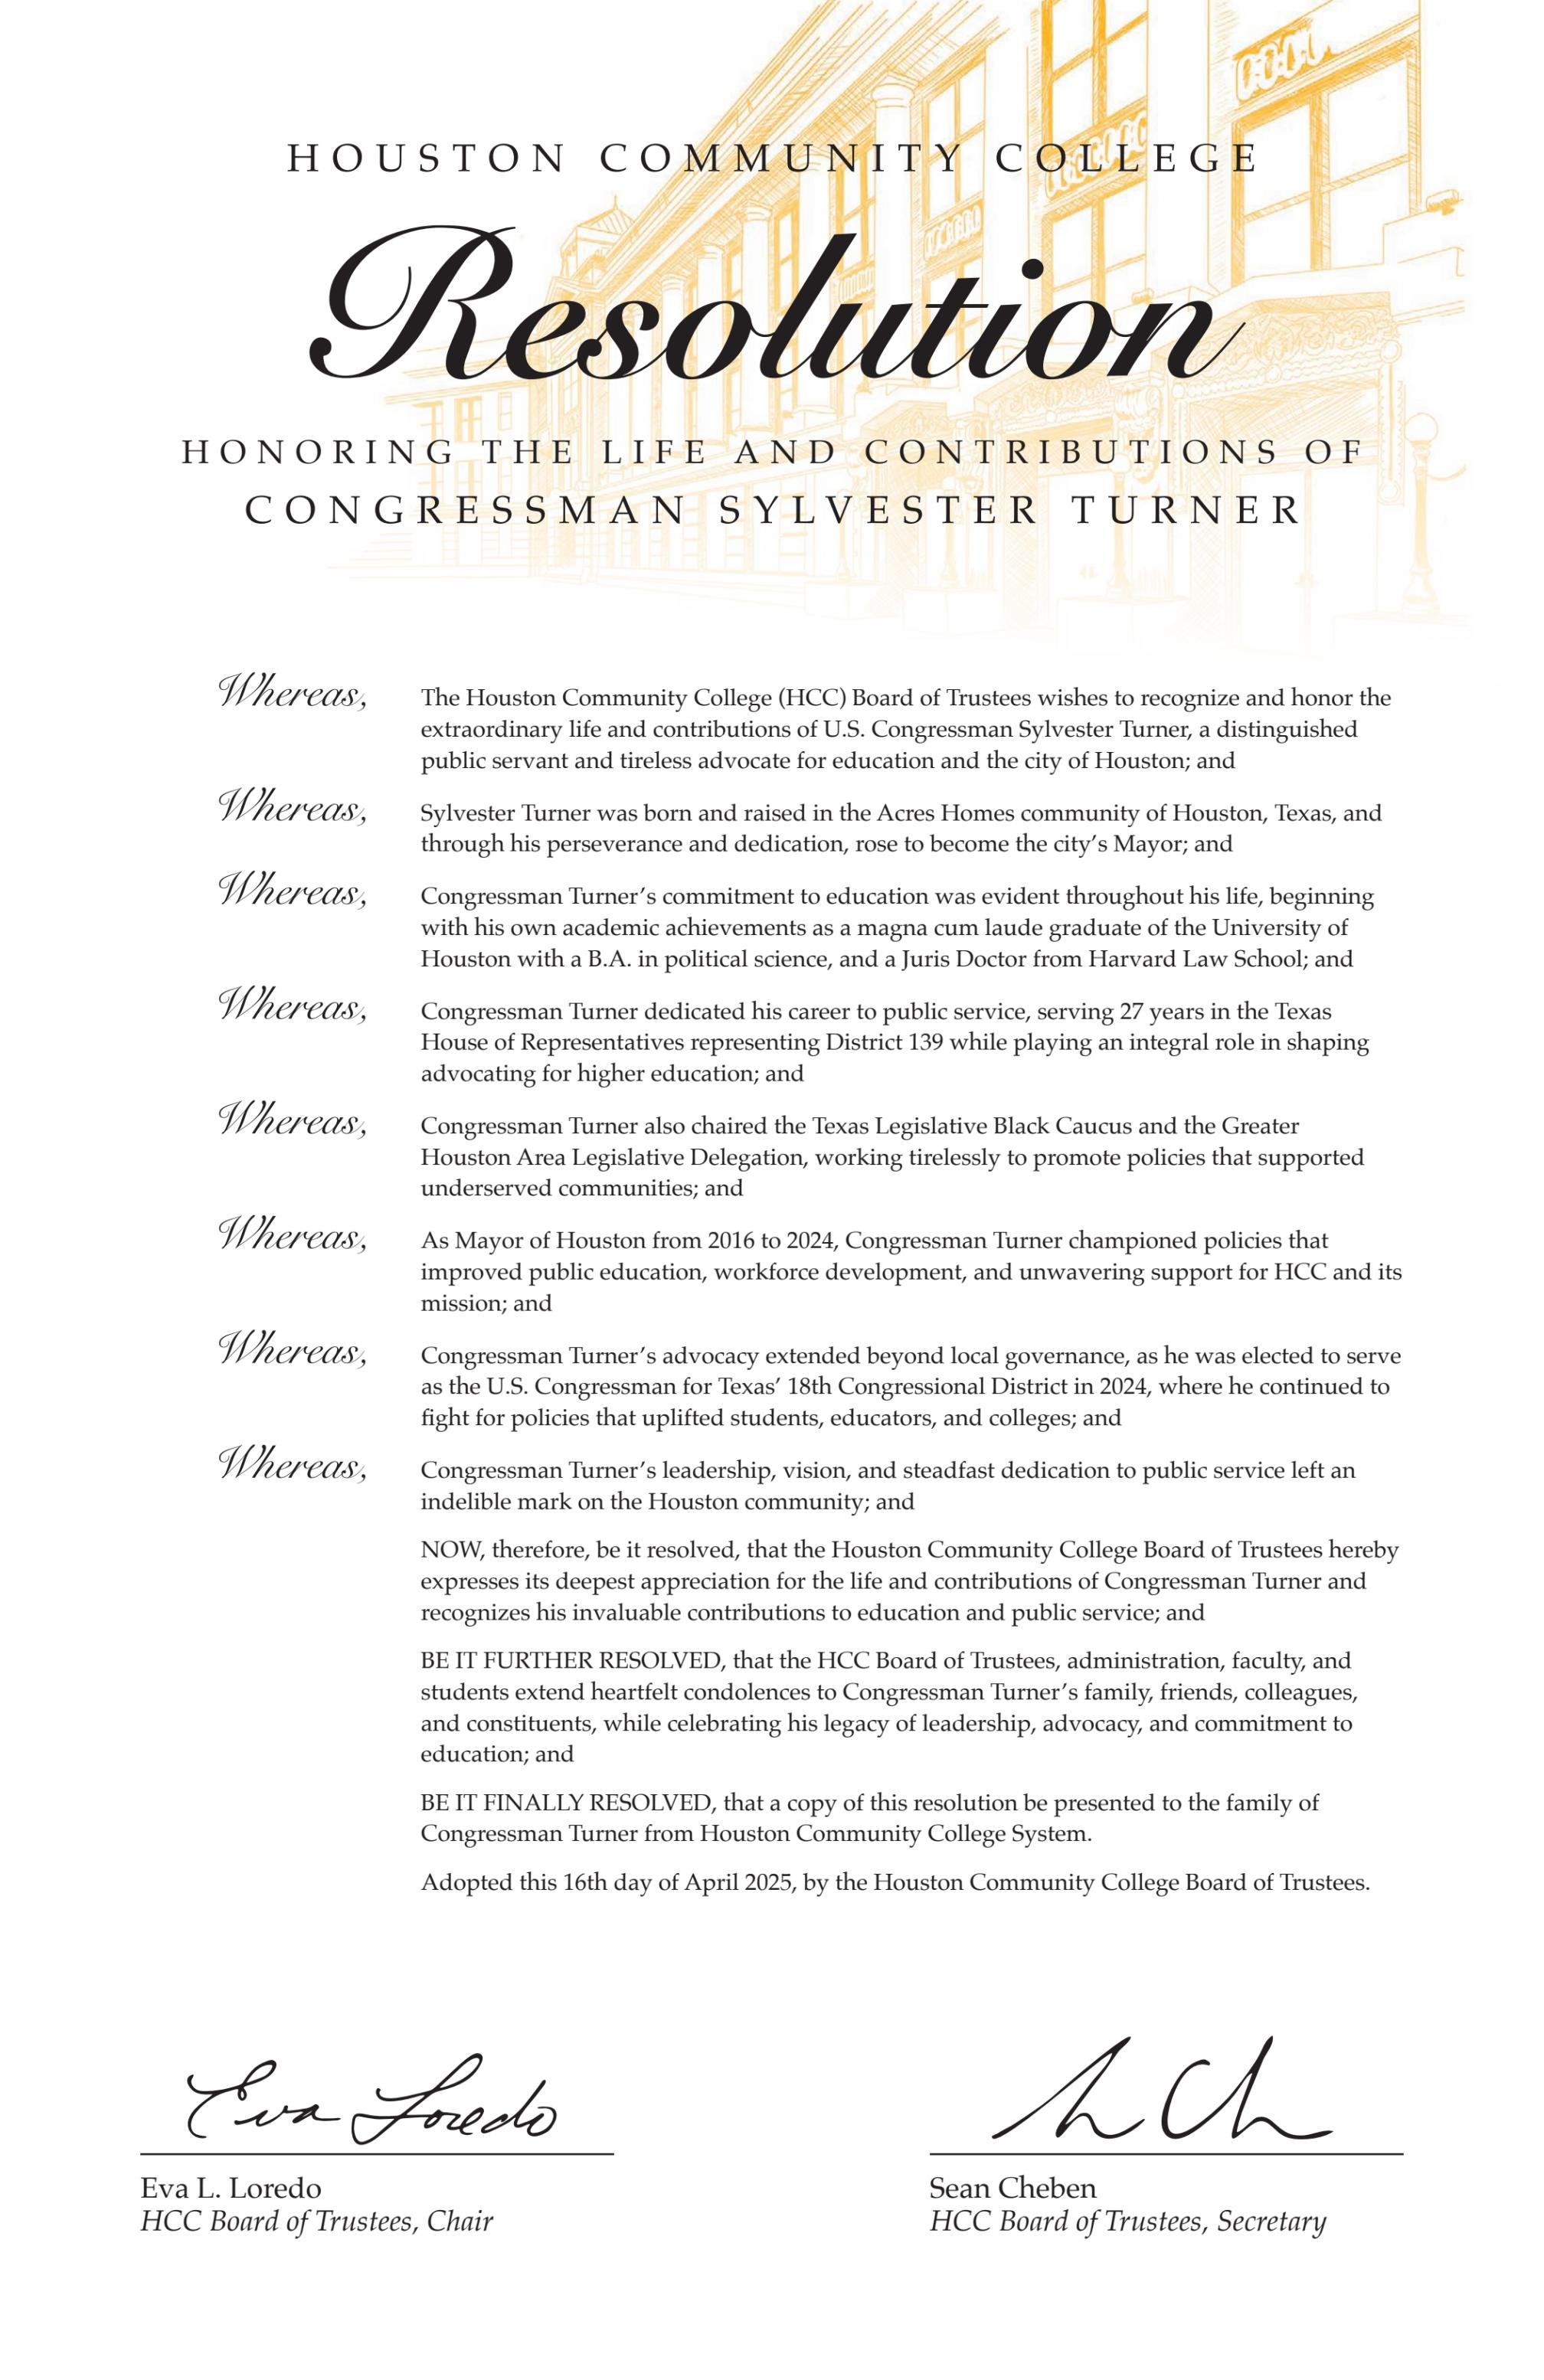 HOUSTON COMMUNITY COLLEGE
Resolution
HONORING THE LIFE AND CONTRIBUTIONS OF
CONGRESSMAN SYLVESTER TURNER
Whereas, The Houston Community College (HCC) Board of Trustees wishes to recognize and honor the
extraordinary life and contributions of U.S. Congressman Sylvester Turner, a distinguished
public servant and tireless advocate for education and the city of Houston; and
Whereas, Sylvester Turner was born and raised in the Acres Homes community of Houston, Texas, and
through his perseverance and dedication, rose to become the city’s Mayor; and
Whereas, Congressman Turner’s commitment to education was evident throughout his life, beginning
with his own academic achievements as a magna cum laude graduate of the University of
Houston with a B.A. in political science, and a Juris Doctor from Harvard Law School; and
Whereas, Congressman Turner dedicated his career to public service, serving 27 years in the Texas
House of Representatives representing District 139 while playing an integral role in shaping
advocating for higher education; and
Whereas, Congressman Turner also chaired the Texas Legislative Black Caucus and the Greater
Houston Area Legislative Delegation, working tirelessly to promote policies that supported
underserved communities; and
Whereas, As Mayor of Houston from 2016 to 2024, Congressman Turner championed policies that
improved public education, workforce development, and unwavering support for HCC and its
mission; and
Whereas, Congressman Turner’s advocacy extended beyond local governance, as he was elected to serve
as the U.S. Congressman for Texas’ 18th Congressional District in 2024, where he continued to
fight for policies that uplifted students, educators, and colleges; and
Whereas, Congressman Turner’s leadership, vision, and steadfast dedication to public service left an
indelible mark on the Houston community; and
NOW, therefore, be it resolved, that the Houston Community College Board of Trustees hereby
expresses its deepest appreciation for the life and contributions of Congressman Turner and
recognizes his invaluable contributions to education and public service; and
BE IT FURTHER RESOLVED, that the HCC Board of Trustees, administration, faculty, and
students extend heartfelt condolences to Congressman Turner’s family, friends, colleagues,
and constituents, while celebrating his legacy of leadership, advocacy, and commitment to
education; and
BE IT FINALLY RESOLVED, that a copy of this resolution be presented to the family of
Congressman Turner from Houston Community College System.
Adopted this 16th day of April 2025, by the Houston Community College Board of Trustees.
Eva Loredo
Eva L. Loredo
HCC Board of Trustees, Chair
Sean Cheben
HCC Board of Trustees, Secretary